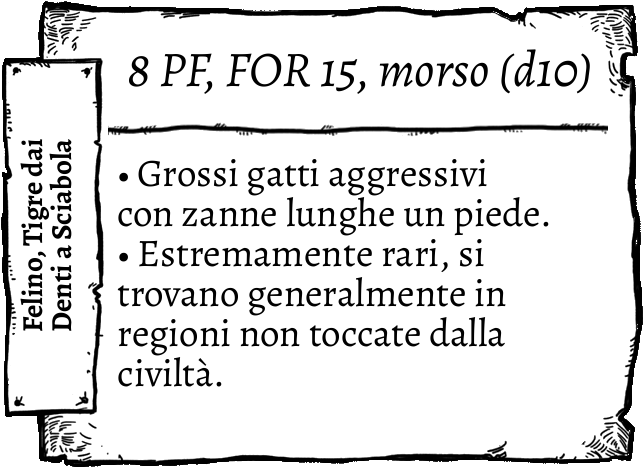 8 PF, FOR 15, morso (d10)
Felino, Tigre dai
Denti a Sciabola
• Grossi gatti aggressivi
con zanne lunghe un piede.
• Estremamente rari, si
trovano generalmente in
regioni non toccate dalla
civiltà.